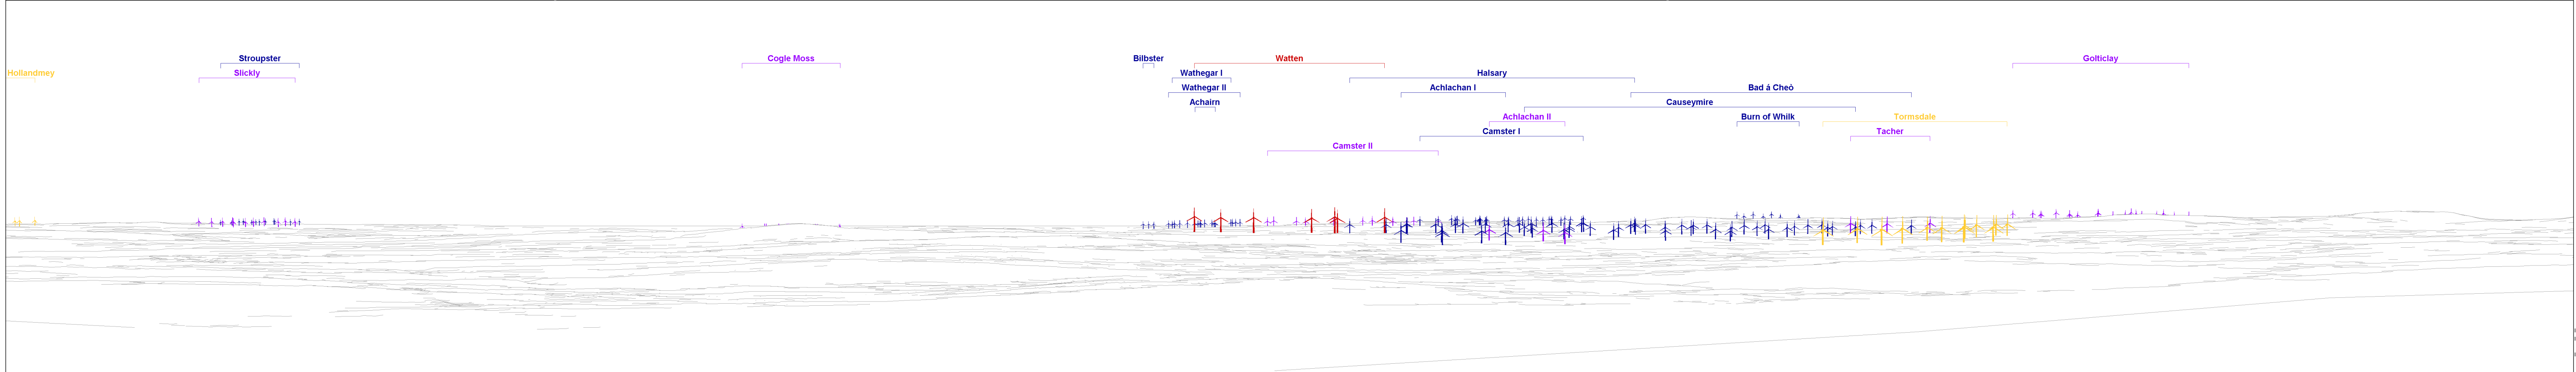 Stroupster Cogle Moss Bilbster Watten Golticlay
Hollandmey Slickly Wathegar I Halsary
Wathegar II Achlachan I Bad á Cheò
Achairn Causeymire
Achlachan II Burn of Whilk Tormsdale
Camster I Tacher
Camster II